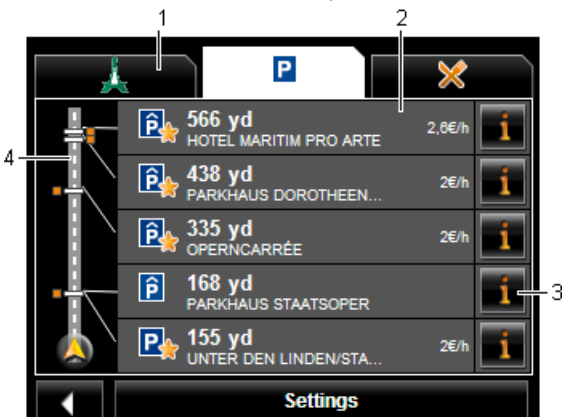 1
2
P
566 yd
HOTEL MARITIM PRO ARTE
2,6€/h
i
4
438 yd
PARKHAUS DOROTHEEN...
2€/h
i
335 yd
OPERNCARRÉE
2€/h
i
168 yd
PARKHAUS STAATSOPER
i
3
155 yd
UNTER DEN LINDEN/STA...
2€/h
i
P
P
P
P
P
Settings